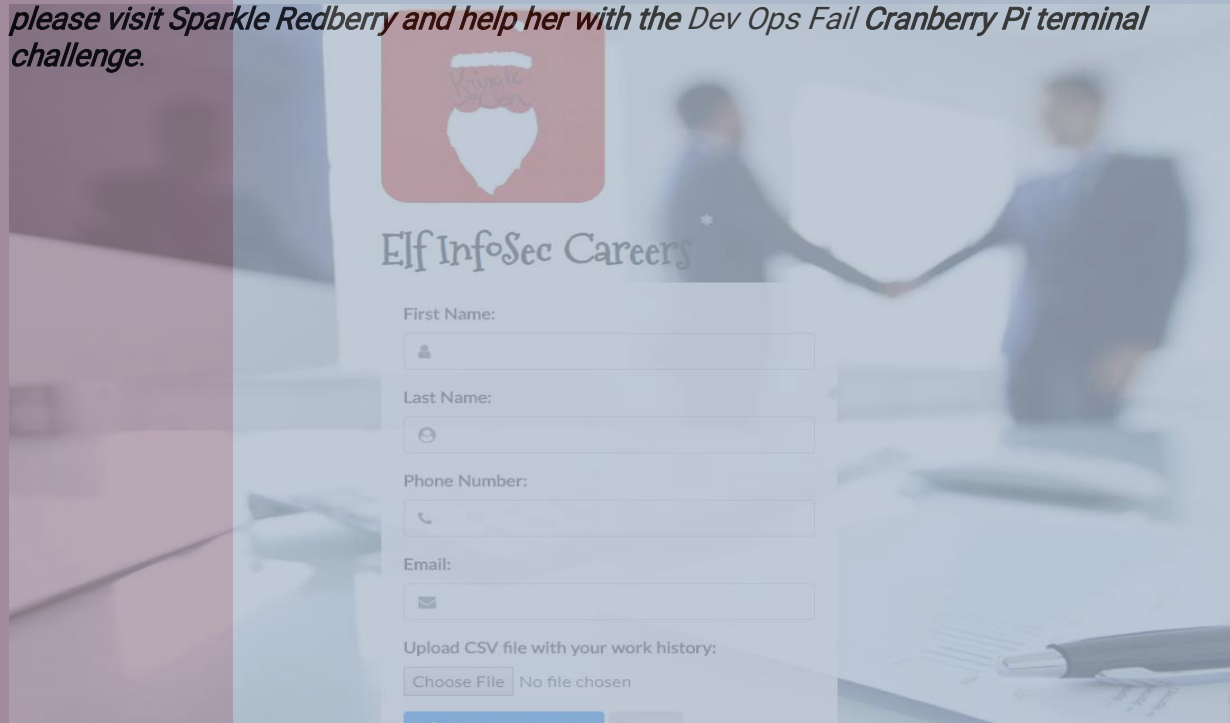 please visit Sparkle Redberry and help her with the Dev Ops Fail Cranberry Pi terminal
challenge.
Elf InfoSec Careers
First Name:
Last Name:
Phone Number:
Email:
Upload CSV file with your work history:
Choose File No file chosen